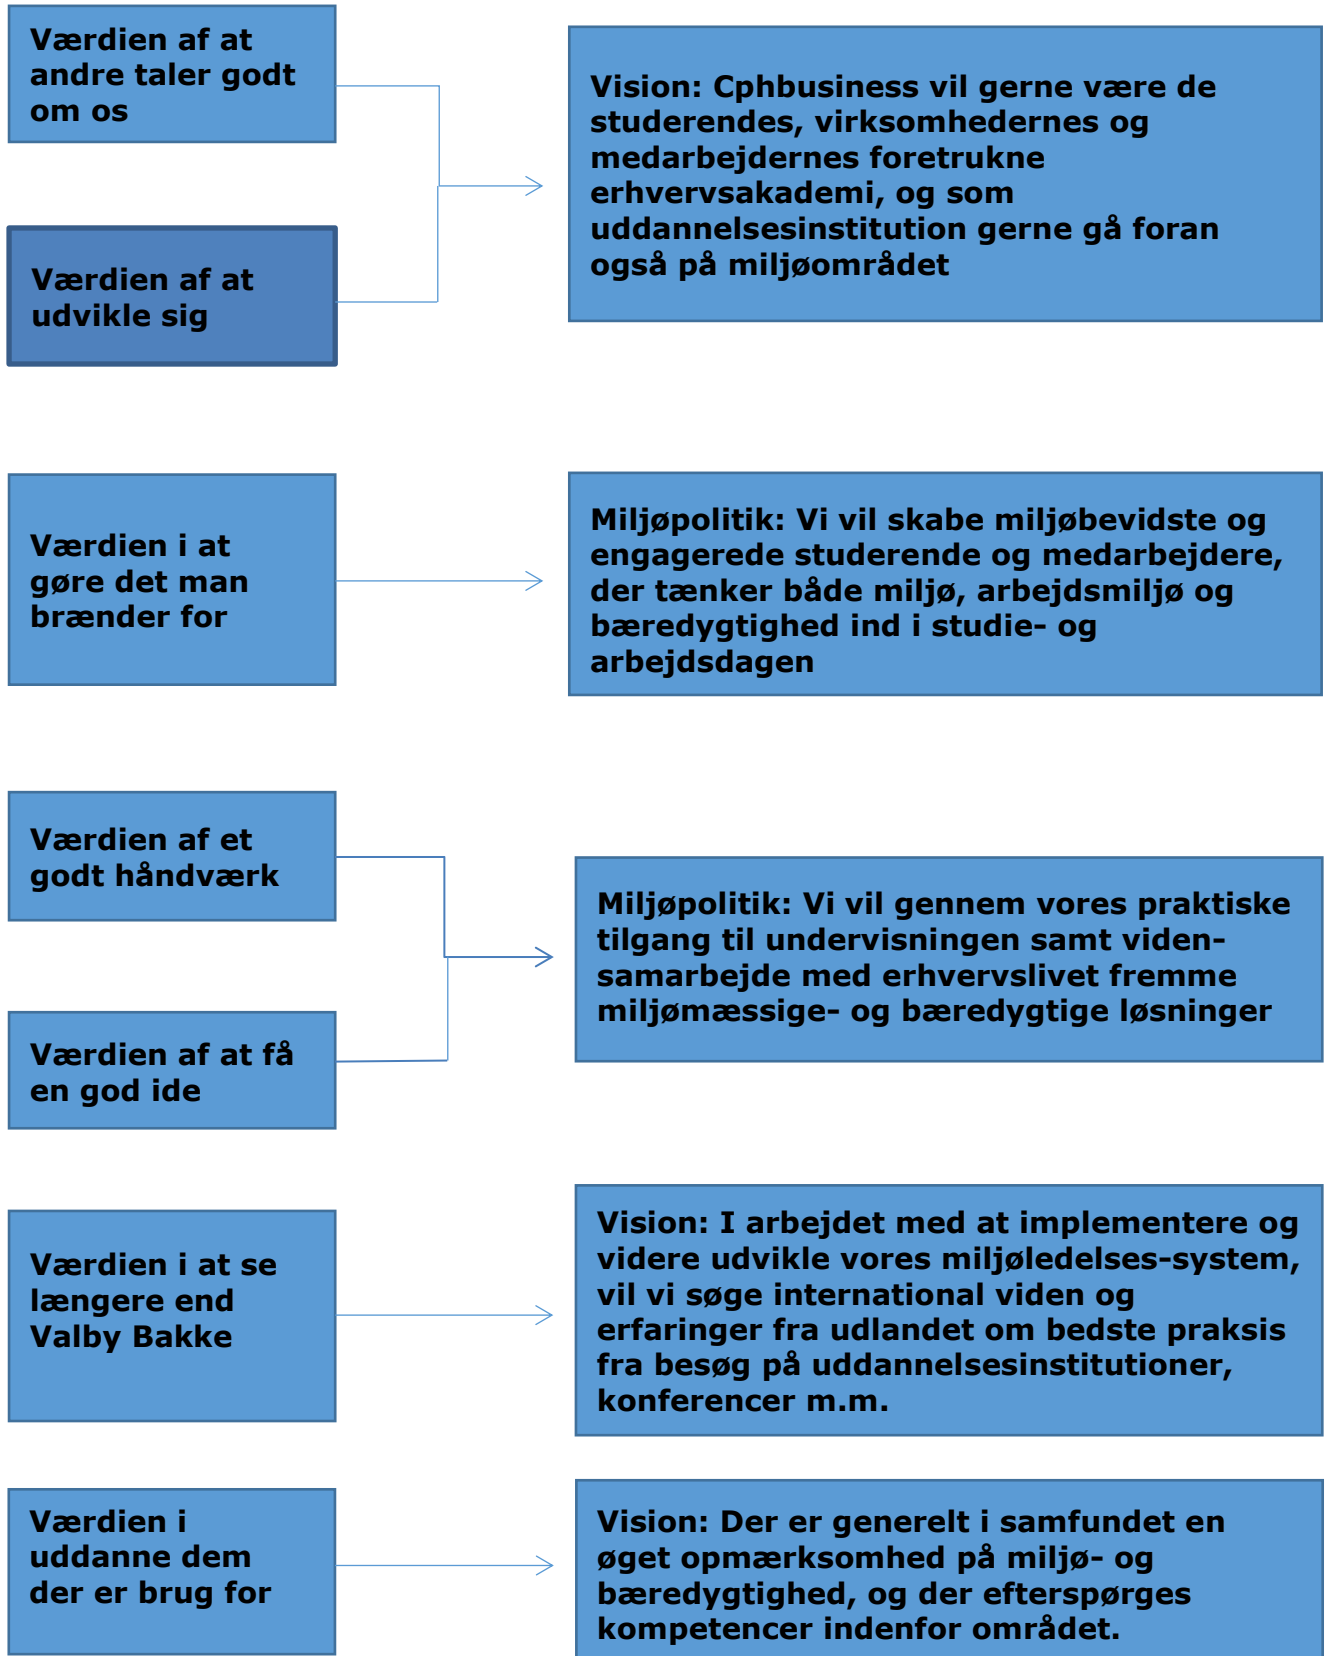 Værdien af at
andre taler godt
om os
Vision: Cphbusiness vil gerne være de
studerendes, virksomhedernes og
medarbejdernes foretrukne
erhvervsakademi, og som
uddannelsesinstitution gerne gå foran
også på miljøområdet
Værdien af at
udvikle sig
Værdien i at
gøre det man
brænder for
Miljøpolitik: Vi vil skabe miljøbevidste og
engagerede studerende og medarbejdere,
der tænker både miljø, arbejdsmiljø og
bæredygtighed ind i studie- og
arbejdsdagen
Værdien af et
godt håndværk
Værdien af at få
en god ide
Miljøpolitik: Vi vil gennem vores praktiske
tilgang til undervisningen samt viden-
samarbejde med erhvervslivet fremme
miljømæssige- og bæredygtige løsninger
Værdien i at se
længere end
Valby Bakke
Vision: I arbejdet med at implementere og
videre udvikle vores miljøledelses-system,
vil vi søge international viden og
erfaringer fra udlandet om bedste praksis
fra besøg på uddannelsesinstitutioner,
konferencer m.m.
Værdien i
uddanne dem
der er brug for
Vision: Der er generelt i samfundet en
øget opmærksomhed på miljø- og
bæredygtighed, og der efterspørges
kompetencer indenfor området.